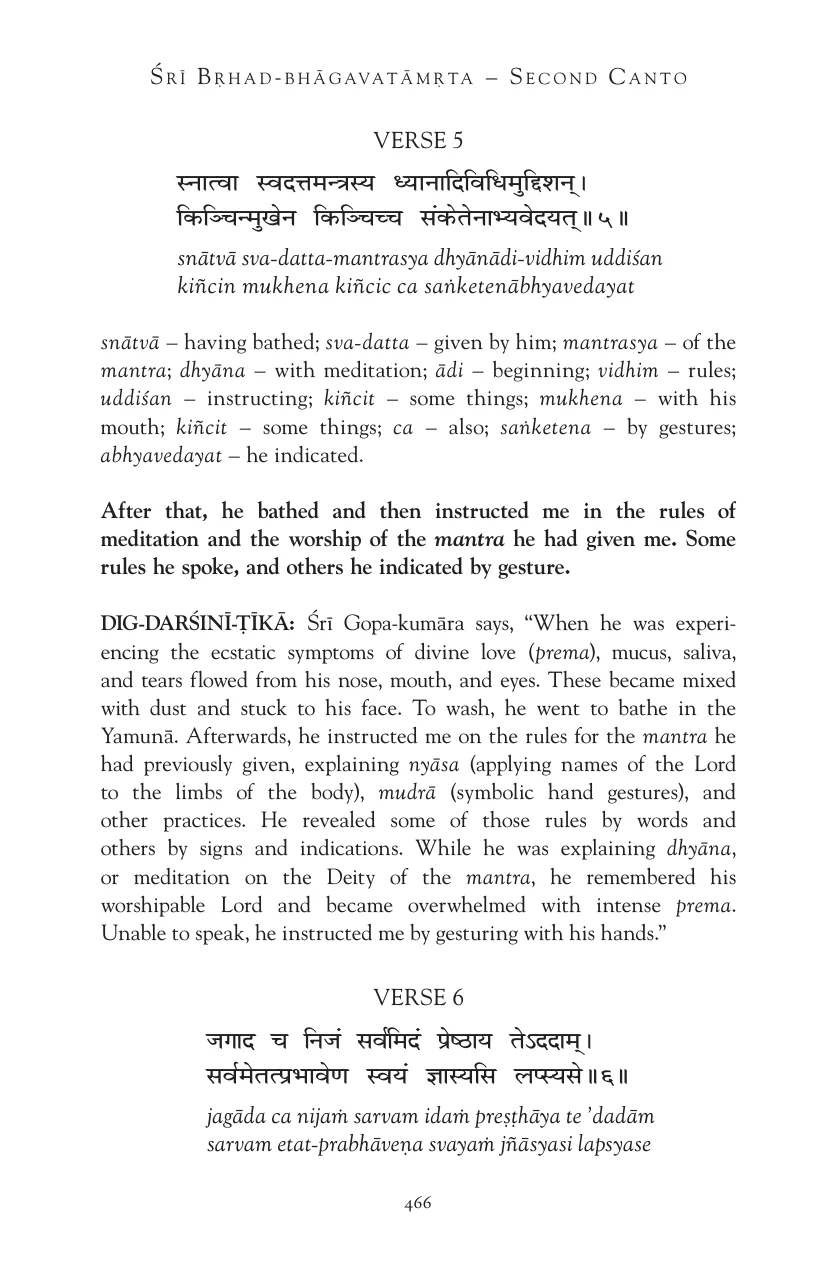 Śrī Bṛhad-bhāgavatāmṛta – Second Canto
VERSE 5
स्नात्वा स्वदत्तमन्त्रस्य ध्यानादिविधिमुद्दिशन्।
किञ्चिन्मुखेन किञ्चिच्च संकेतेनाभ्यवेदयत्॥५॥
snātvā sva-datta-mantrasya dhyānādi-vidhim uddiśan
kiñcin mukhena kiñcic ca saṅketenābhyavedayat
snātvā – having bathed; sva-datta – given by him; mantrasya – of the
mantra; dhyāna – with meditation; ādi – beginning; vidhim – rules;
uddiśan – instructing; kiñcit – some things; mukhena – with his
mouth; kiñcit – some things; ca – also; saṅketena – by gestures;
abhyavedayat – he indicated.
After that, he bathed and then instructed me in the rules of
meditation and the worship of the mantra he had given me. Some
rules he spoke, and others he indicated by gesture.
DIG-DARŚINĪ-ṬĪKĀ: Śrī Gopa-kumāra says, “When he was experi-
encing the ecstatic symptoms of divine love (prema), mucus, saliva,
and tears flowed from his nose, mouth, and eyes. These became mixed
with dust and stuck to his face. To wash, he went to bathe in the
Yamunā. Afterwards, he instructed me on the rules for the mantra he
had previously given, explaining nyāsa (applying names of the Lord
to the limbs of the body), mudrā (symbolic hand gestures), and
other practices. He revealed some of those rules by words and
others by signs and indications. While he was explaining dhyāna,
or meditation on the Deity of the mantra, he remembered his
worshipable Lord and became overwhelmed with intense prema.
Unable to speak, he instructed me by gesturing with his hands.”
VERSE 6
जगाद च निजं सर्वमिदं प्रेष्ठाय तेऽददाम्।
सर्वमेतत्प्रभावेण स्वयं ज्ञास्यसि लप्स्यसे॥६॥
jagāda ca nijaṁ sarvam idaṁ preṣṭhāya te ’dadām
sarvam etat-prabhāveṇa svayaṁ jñāsyasi lapsyase
466